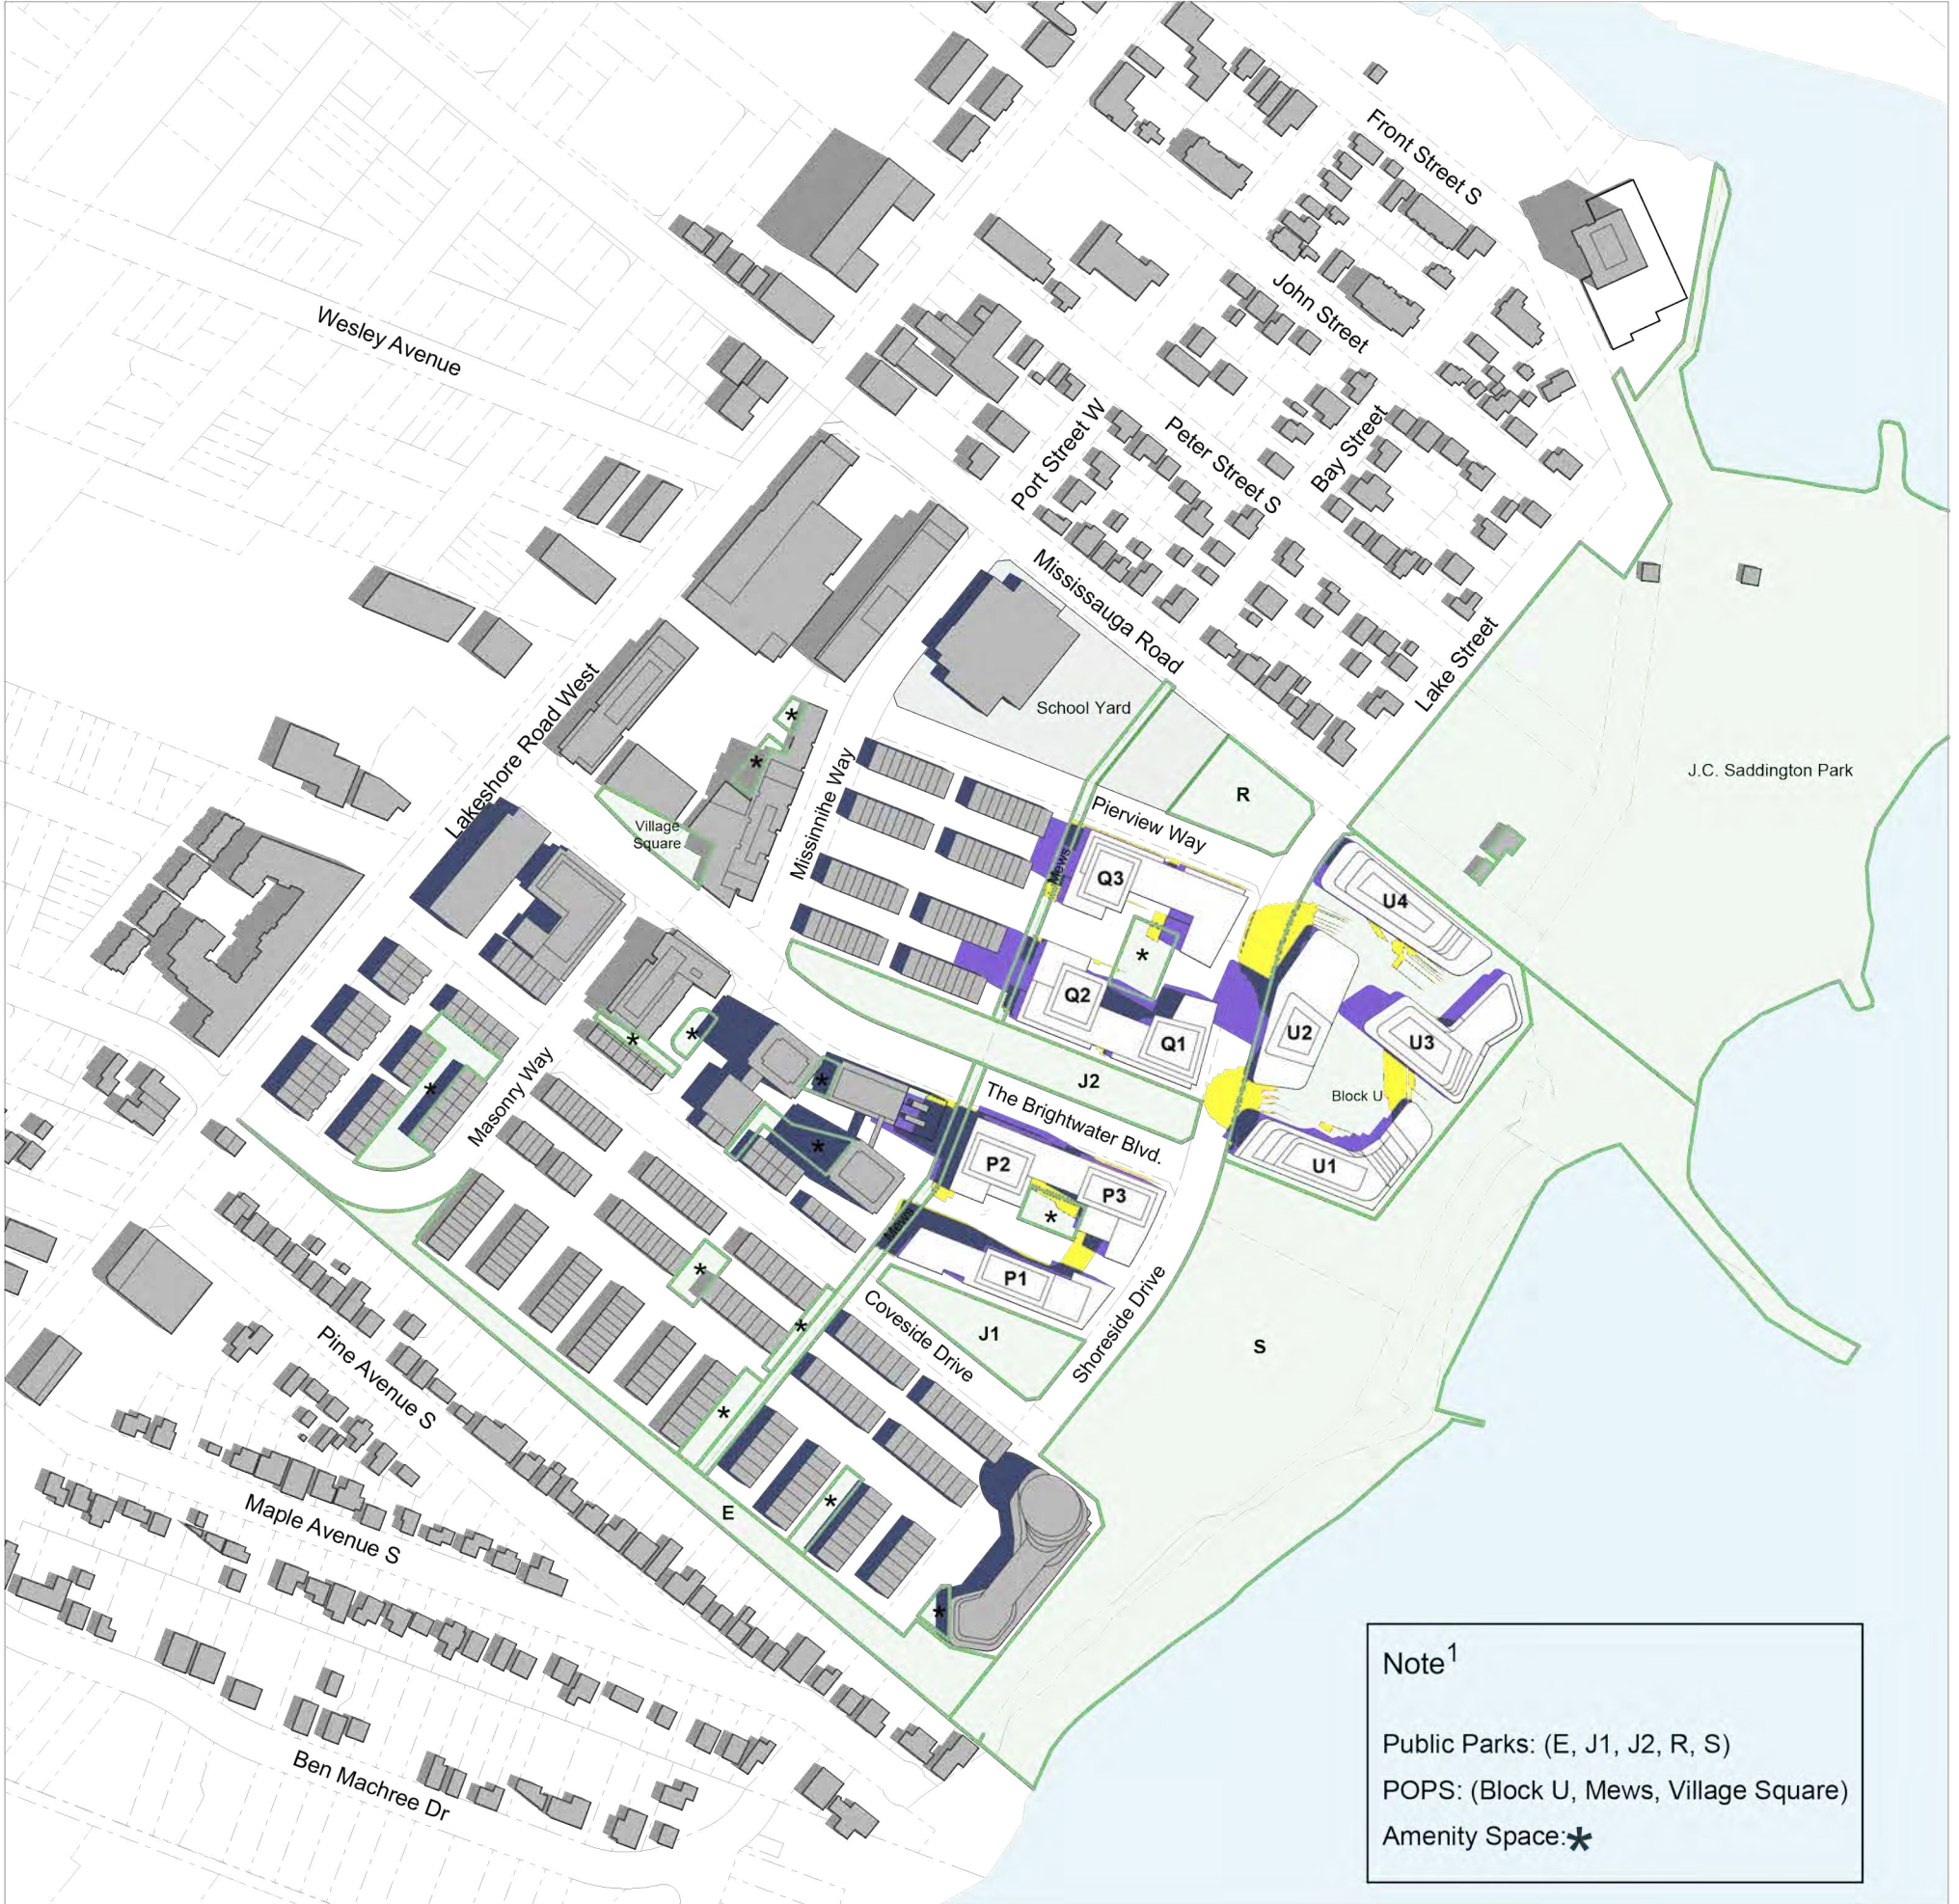 Front Street S
John Street
Wesley Avenue
Port Street W
Peter Street S
Bay Street
Mississauga Road
Lake Street
Lakeshore Road West
School Yard
J.C. Saddington Park
*
*
Village
Square
Missinnihe Way
R
Pierview Way
Mews
Q3
U4
*
Q2
Q1
U2
U3
*
*
J2
Block U
*
*
Masonry Way
The Brightwater Blvd.
*
P2
P3
U1
*
Mews
*
P1
*
J1
Coveside Drive
Shoreside Drive
S
Pine Avenue S
*
*
E
Maple Avenue S
*
Ben Machree Dr
Note1
Public Parks: (E, J1, J2, R, S)
POPS: (Block U, Mews, Village Square)
Amenity Space:*